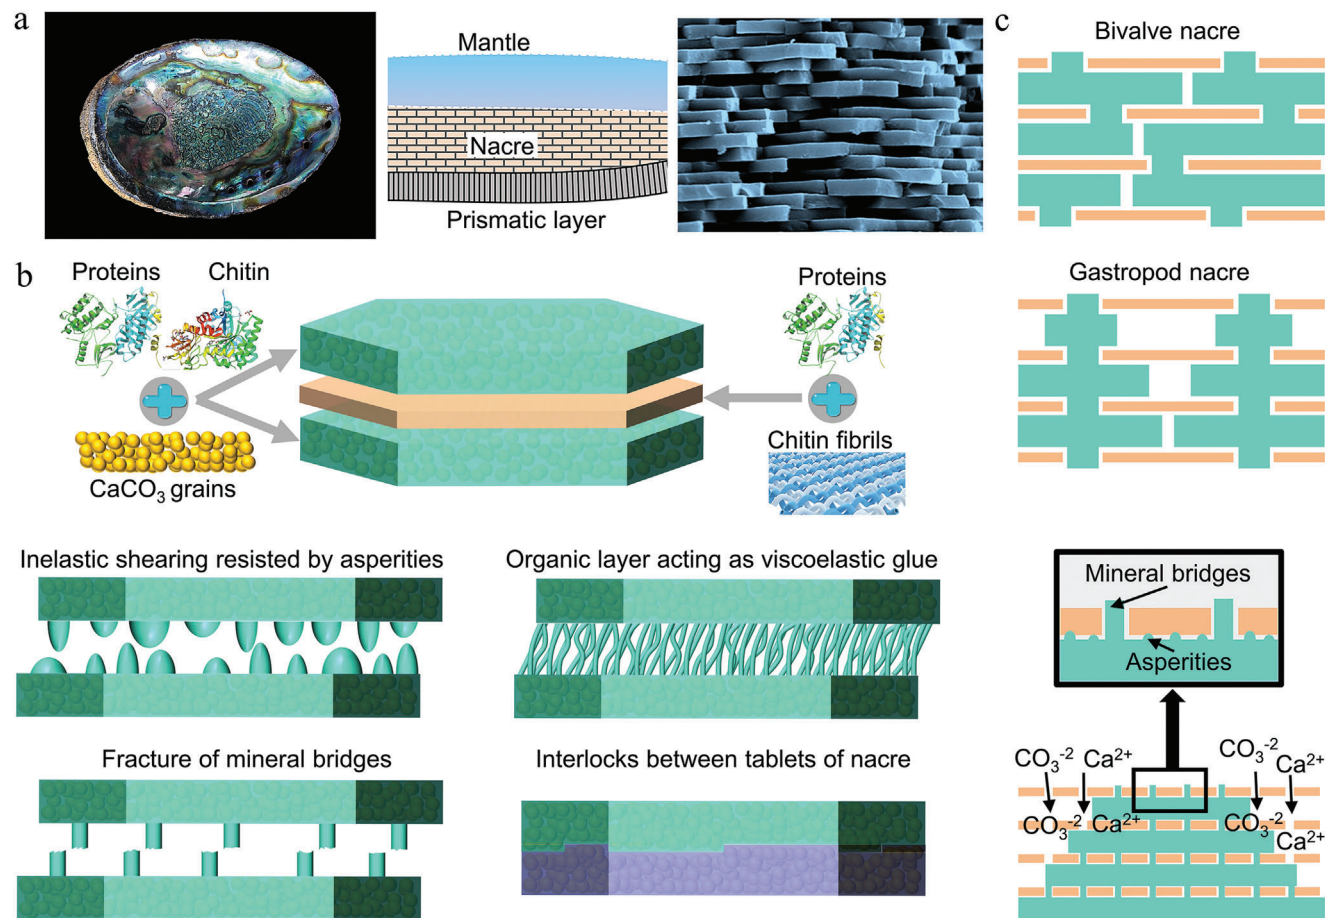 a
Mantle
Nacre
Prismatic layer
b
Proteins
Chitin
CaCO₃ grains
Proteins
Chitin fibrils
Inelastic shearing resisted by asperities
Organic layer acting as viscoelastic glue
Fracture of mineral bridges
Interlocks between tablets of nacre
c
Bivalve nacre
Gastropod nacre
Mineral bridges
Asperities
CO₃⁻²
Ca²⁺
CO₃⁻²
Ca²⁺
CO₃⁻²
Ca²⁺
CO₃⁻²
Ca²⁺